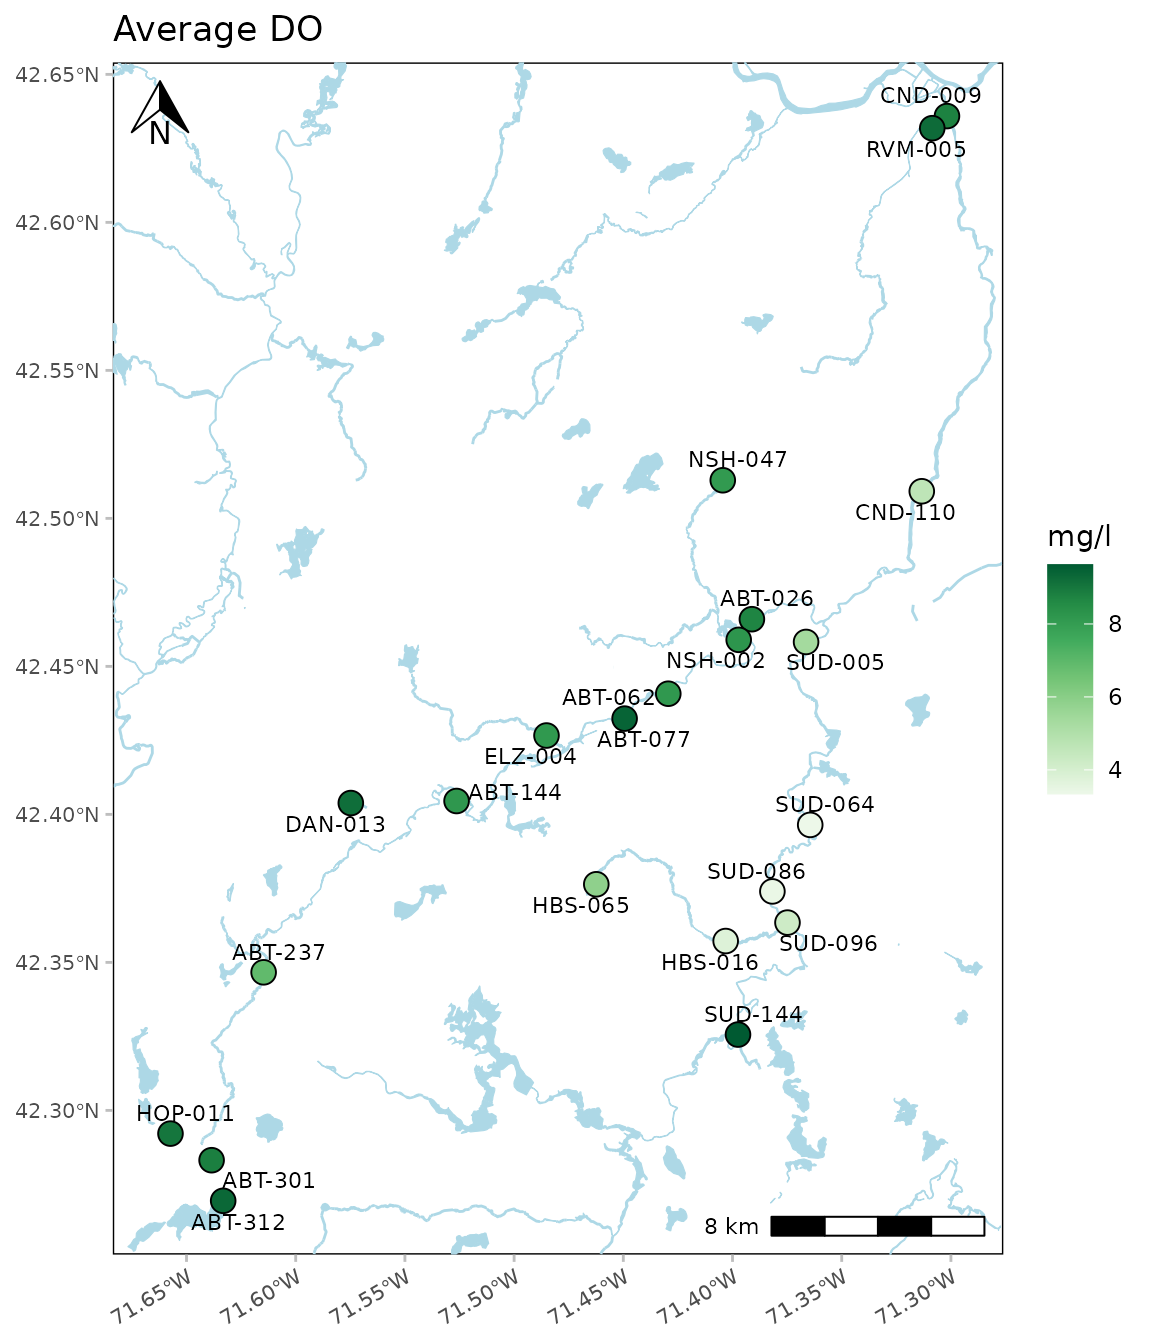 Average DO
42.65°N
42.60°N
42.55°N
42.50°N
42.45°N
42.40°N
42.35°N
42.30°N
N
CND-009
RVM-005
NSH-047
CND-110
ABT-026
NSH-002
SUD-005
ABT-062
ABT-077
ELZ-004
ABT-144
DAN-013
SUD-064
SUD-086
HBS-065
SUD-096
ABT-237
HBS-016
SUD-144
HOP-011
ABT-301
ABT-312
8 km
71.65°W
71.60°W
71.55°W
71.50°W
71.45°W
71.40°W
71.35°W
71.30°W
mg/l
8
6
4